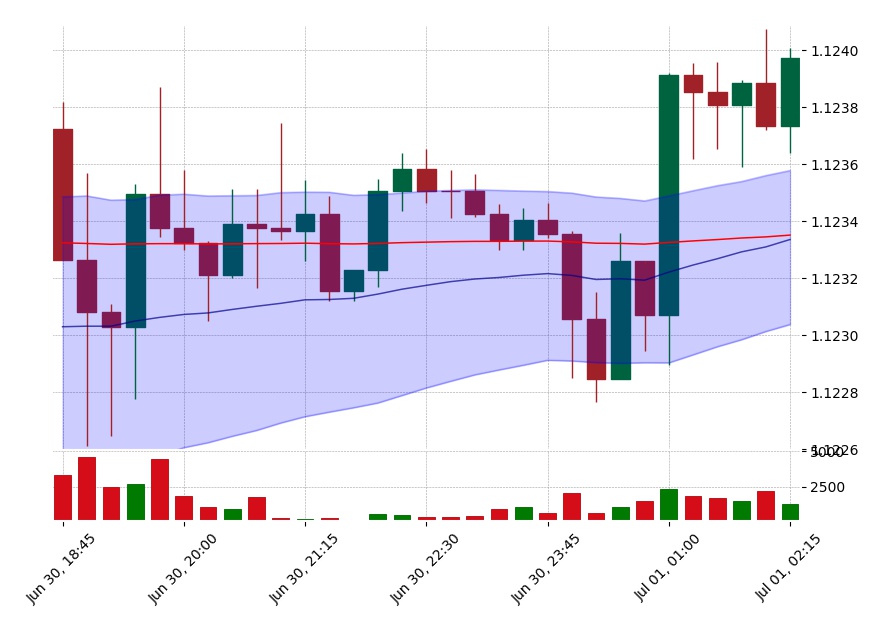 1.1240
1.1238
1.1236
1.1234
1.1232
1.1230
1.1228
1.1226
5000
2500
Jun 30, 18:45
Jun 30, 20:00
Jun 30, 21:15
Jun 30, 22:30
Jun 30, 23:45
Jul 01, 01:00
Jul 01, 02:15